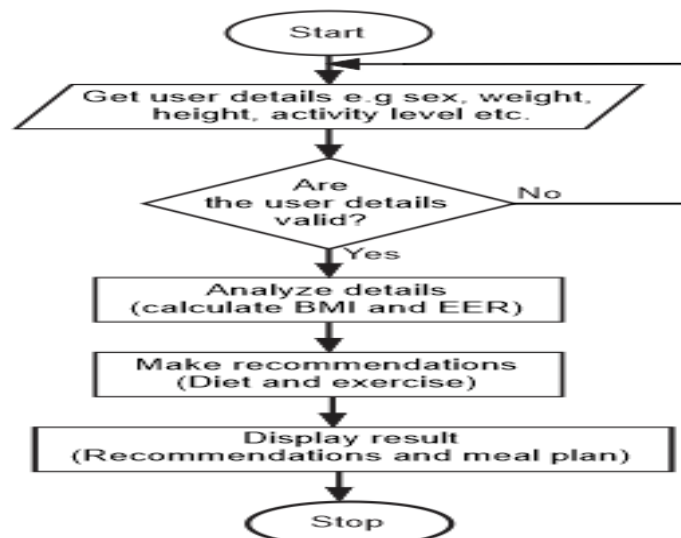 Start
Get user details e.g sex, weight,
height, activity level etc.
Are
the user details
valid?
No
Yes
Analyze details
(calculate BMI and EER)
Make recommendations
(Diet and exercise)
Display result
(Recommendations and meal plan)
Stop